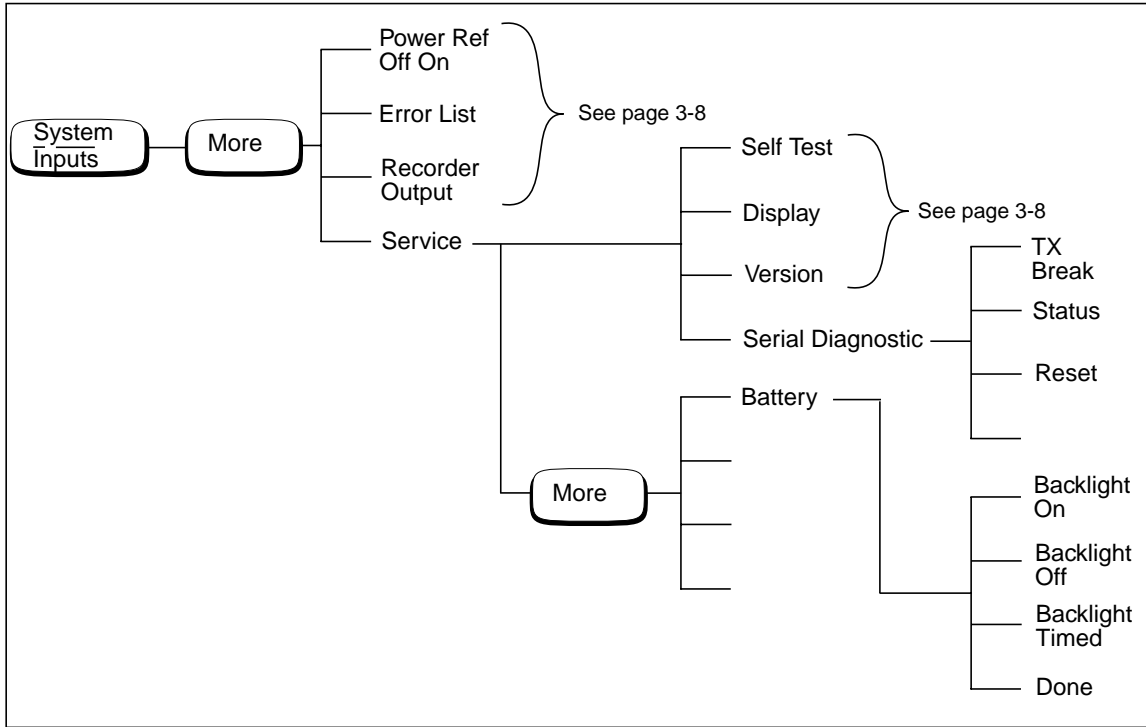 System
Inputs
More
Power Ref
Off On
Error List
Recorder
Output
Service
See page 3-8
Self Test
Display
Version
Serial Diagnostic
See page 3-8
TX
Break
Status
Reset
More
Battery
Backlight
On
Backlight
Off
Backlight
Timed
Done